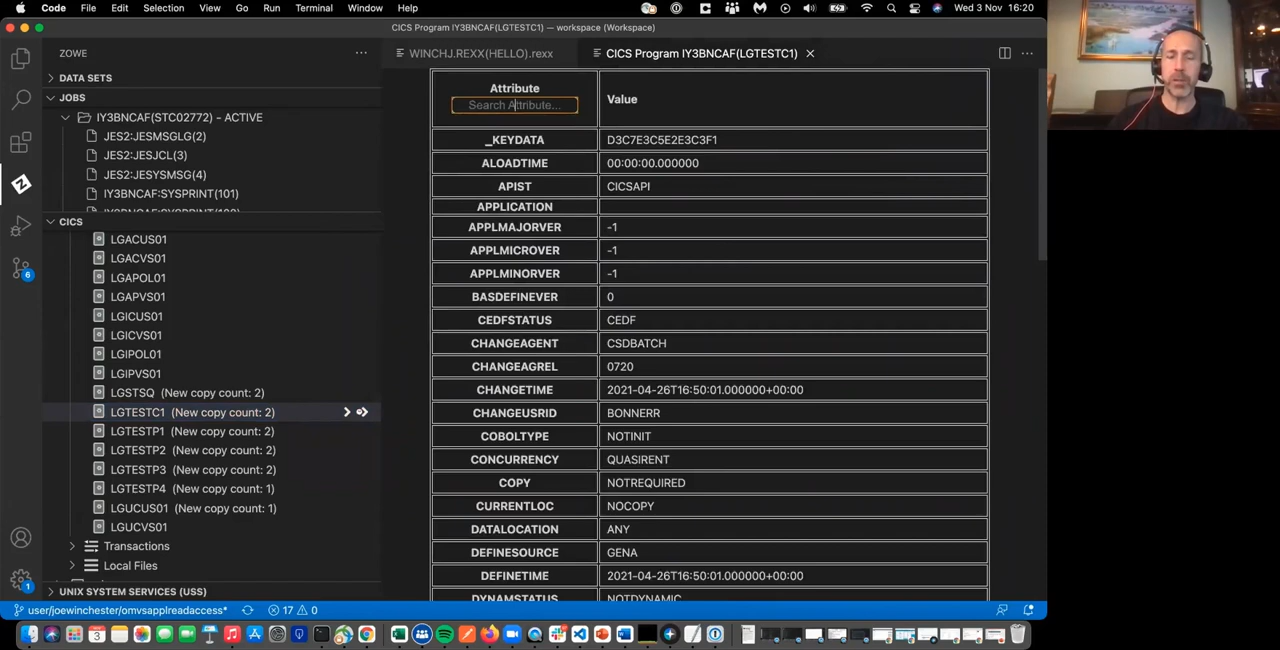 Code File Edit Selection View Go Run Terminal Window Help
Wed 3 Nov 16:20
CICS Program IY3BNCAF(LGTESTC1) — workspace (Workspace)
ZOWE
DATA SETS
JOBS
IY3BNCAF(STC02772) - ACTIVE
JES2:JESMSGLG(2)
JES2:JESJCL(3)
JES2:JESYSMSG(4)
IY3BNCAF:SYSPRINT(101)
CICS
LGACUS01
LGACVS01
LGAPOL01
LGAPVS01
LGICUS01
LGICVS01
LGIPOL01
LGIPVS01
LGSTSQ (New copy count: 2)
LGTESTC1 (New copy count: 2)
LGTESTP1 (New copy count: 2)
LGTESTP2 (New copy count: 2)
LGTESTP3 (New copy count: 2)
LGTESTP4 (New copy count: 1)
LGUCUS01 (New copy count: 1)
LGUCVS01
Transactions
Local Files
UNIX SYSTEM SERVICES (USS)
WINCHJ.REXX(HELLO).rexx
CICS Program IY3BNCAF(LGTESTC1)
Attribute Value
Search Attribute...
_KEYDATA D3C7E3C5E2E3C3F1
ALOADTIME 00:00:00.000000
APIST CICSAPI
APPLICATION
APPLMAJORVER -1
APPLMICROVER -1
APPLMINORVER -1
BASDEFINEVER 0
CEDFSTATUS CEDF
CHANGEAGENT CSDBATCH
CHANGEAGREL 0720
CHANGETIME 2021-04-26T16:50:01.000000+00:00
CHANGEUSRID BONNERR
COBOLTYPE NOTINIT
CONCURRENCY QUASIRENT
COPY NOTREQUIRED
CURRENTLOC NOCOPY
DATALOCATION ANY
DEFINESOURCE GENA
DEFINETIME 2021-04-26T16:50:01.000000+00:00
DYNAMSTATUS NOTDYNAMIC
6
1
user/joewinchester/omvsapplreadaccess* 17 0
3